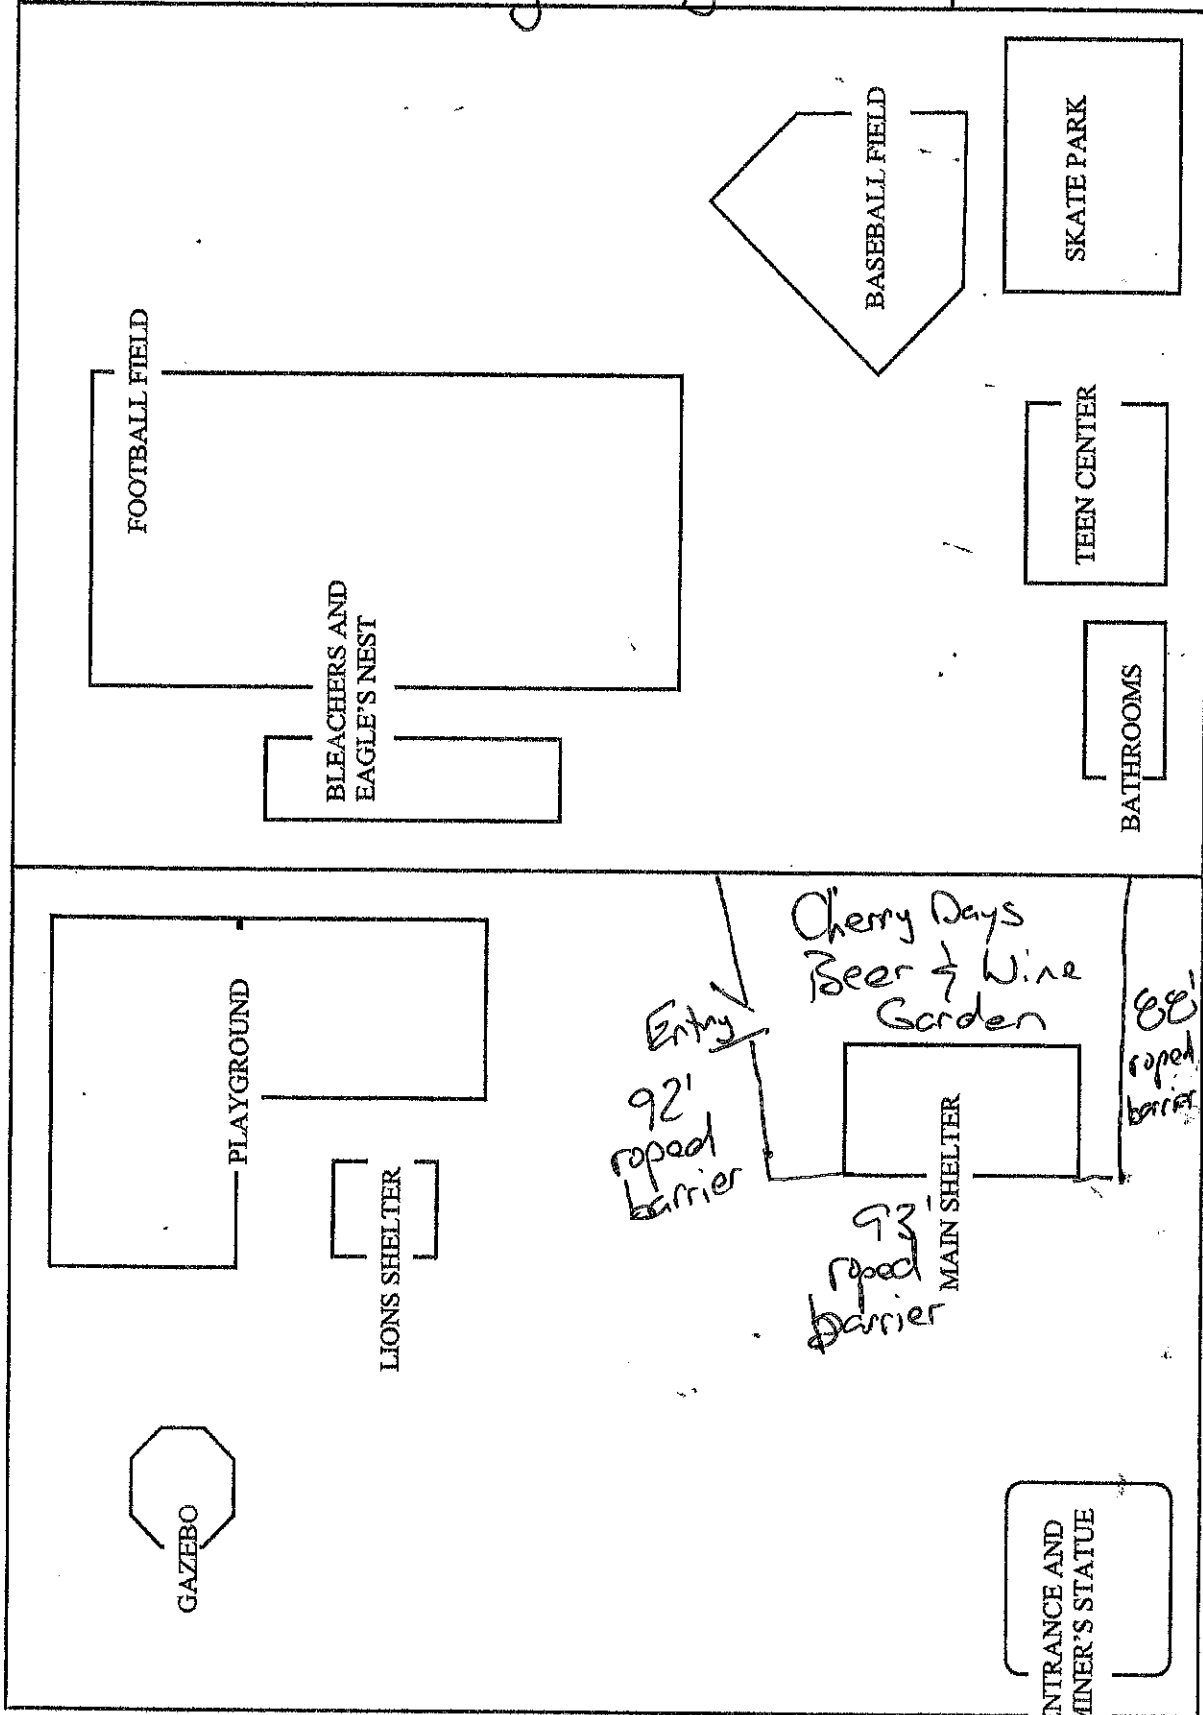 FOOTBALL FIELD
BLEACHERS AND
EAGLE'S NEST
BASEBALL FIELD
SKATE PARK
TEEN CENTER
BATHROOMS
PLAYGROUND
LIONS SHELTER
GAZEBO
Cherry Days
Beer & Wine
Garden
Entry
92'
roped
barrier
88'
roped
barrier
93'
roped
barrier
MAIN SHELTER
ENTRANCE AND
MINER'S STATUE